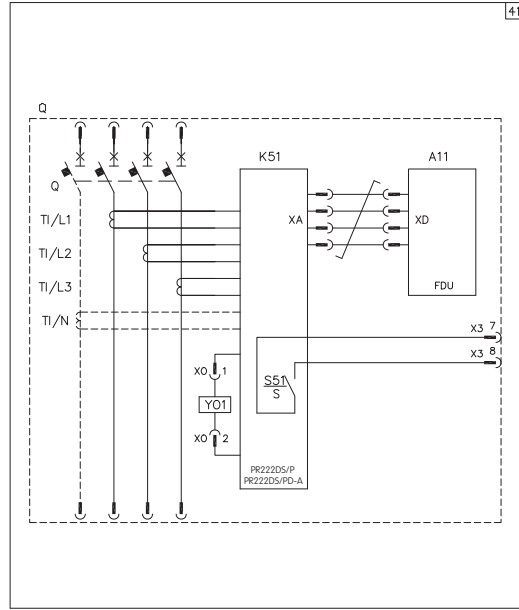 41
Q
K51
A11
Q
TI/L1
XA
XD
TI/L2
TI/L3
FDU
TI/N
X3 7
X3 8
X0 1
S51
S
Y01
X0 2
PR222DS/P
PR222DS/PD-A